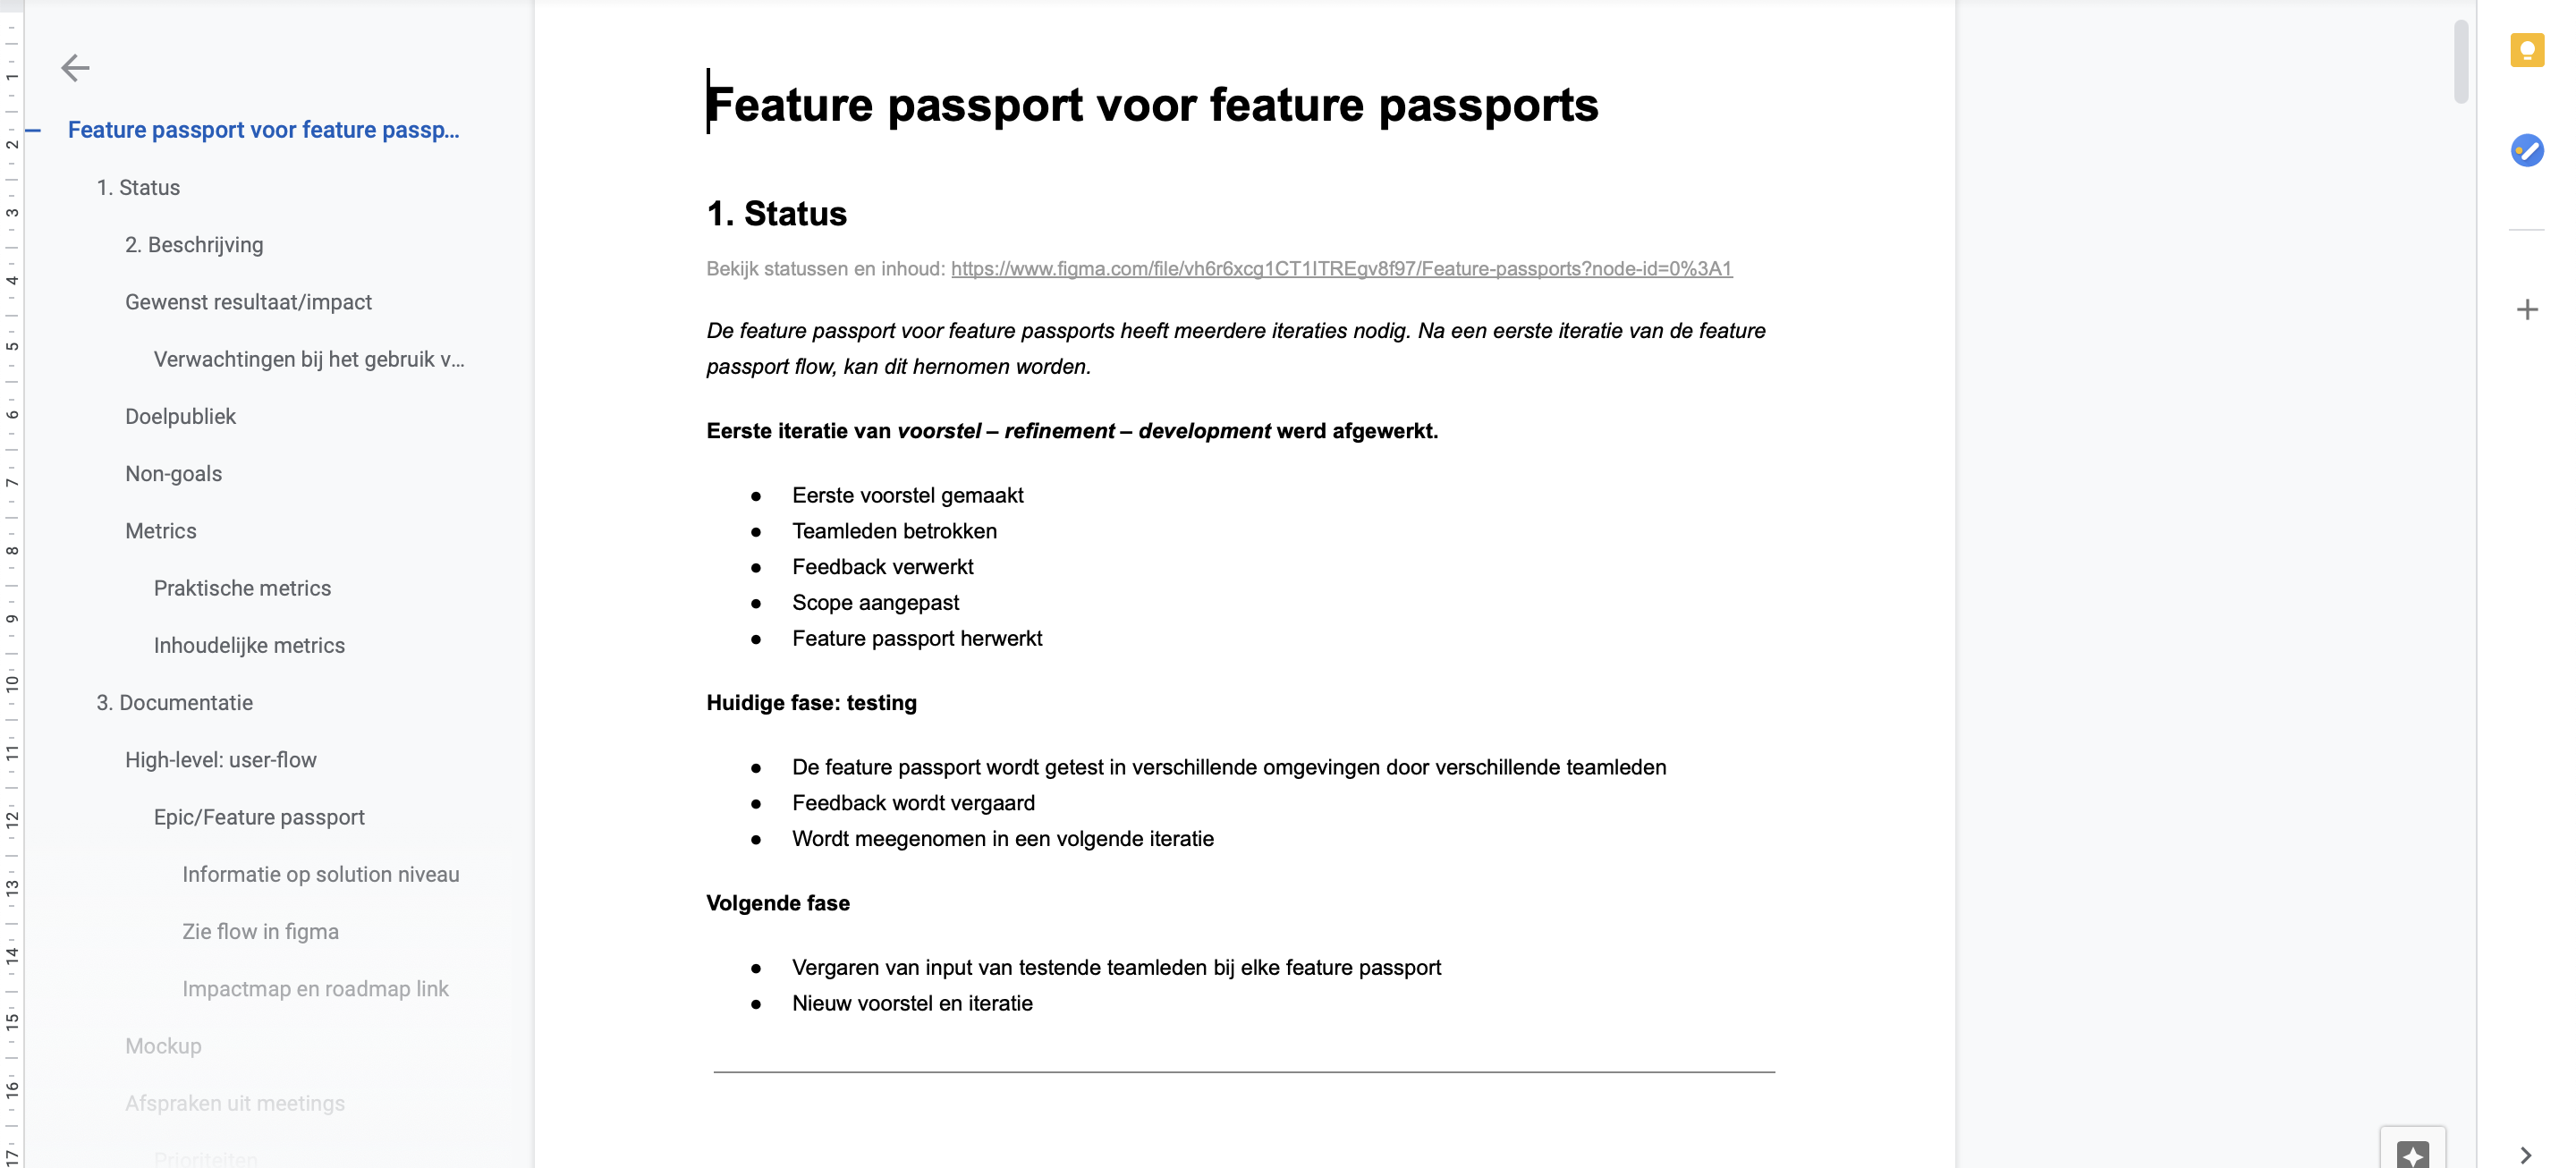 Feature passport voor feature passp...
1. Status
2. Beschrijving
Gewenst resultaat/impact
Verwachtingen bij het gebruik v...
Doelpubliek
Non-goals
Metrics
Praktische metrics
Inhoudelijke metrics
3. Documentatie
High-level: user-flow
Epic/Feature passport
Informatie op solution niveau
Zie flow in figma
Impactmap en roadmap link
Mockup
Afspraken uit meetings
Prioriteiten
1
2
3
4
5
6
7
8
9
10
11
12
13
14
15
16
17
Feature passport voor feature passports
1. Status
Bekijk statussen en inhoud: https://www.figma.com/file/vh6r6xcg1CT1ITREgv8f97/Feature-passports?node-id=0%3A1
De feature passport voor feature passports heeft meerdere iteraties nodig. Na een eerste iteratie van de feature
passport flow, kan dit hernomen worden.
Eerste iteratie van voorstel – refinement – development werd afgewerkt.
● Eerste voorstel gemaakt
● Teamleden betrokken
● Feedback verwerkt
● Scope aangepast
● Feature passport herwerkt
Huidige fase: testing
● De feature passport wordt getest in verschillende omgevingen door verschillende teamleden
● Feedback wordt vergaard
● Wordt meegenomen in een volgende iteratie
Volgende fase
● Vergaren van input van testende teamleden bij elke feature passport
● Nieuw voorstel en iteratie